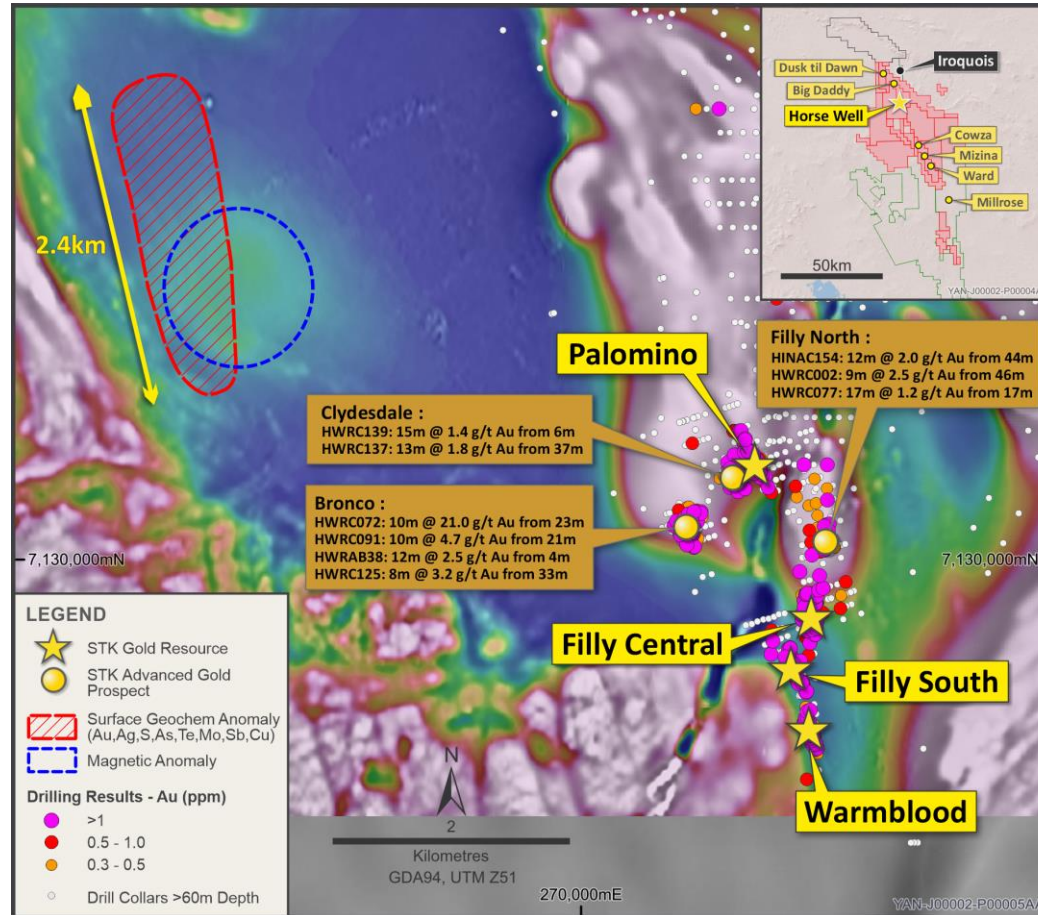 Dusk til Dawn
Iroquois
Big Daddy
Horse Well
Cowza
Mizina
Ward
Millrose
50km
YAN-J00002-P00004A
2.4km
Palomino
Filly North :
HINAC154: 12m @ 2.0 g/t Au from 44m
HWRC002: 9m @ 2.5 g/t Au from 46m
HWRC077: 17m @ 1.2 g/t Au from 17m
Clydesdale :
HWRC139: 15m @ 1.4 g/t Au from 6m
HWRC137: 13m @ 1.8 g/t Au from 37m
Bronco :
HWRC072: 10m @ 21.0 g/t Au from 23m
HWRC091: 10m @ 4.7 g/t Au from 21m
HWRAB38: 12m @ 2.5 g/t Au from 4m
HWRC125: 8m @ 3.2 g/t Au from 33m
7,130,000mN
7,130,000mN
Filly Central
Filly South
Warmblood
LEGEND
STK Gold Resource
STK Advanced Gold
Prospect
Surface Geochem Anomaly
(Au,Ag,S,As,Te,Mo,Sb,Cu)
Magnetic Anomaly
Drilling Results - Au (ppm)
>1
0.5 - 1.0
0.3 - 0.5
Drill Collars >60m Depth
N
2
Kilometres
GDA94, UTM Z51
270,000mE
YAN-J00002-P00005AA